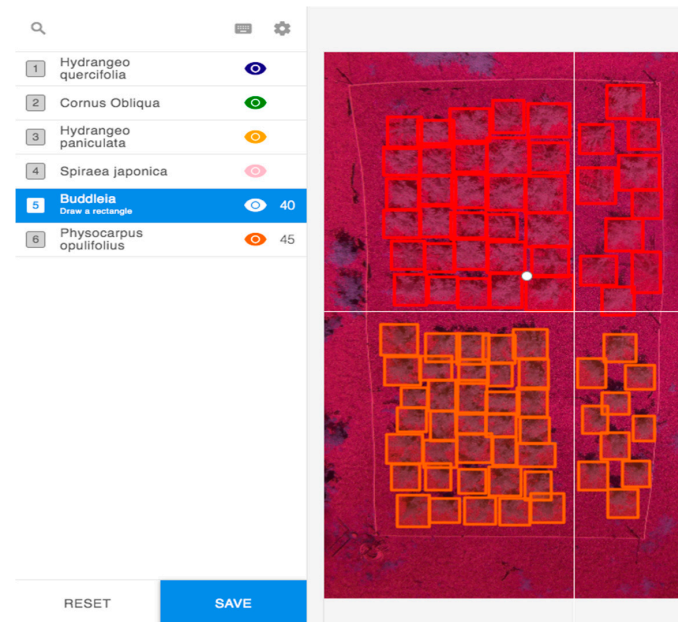 1 Hydrangeo
quercifolia
2 Cornus Obliqua
3 Hydrangeo
paniculata
4 Spiraea japonica
5 Buddleia
Draw a rectangle 40
6 Physocarpus 45
opulifolius
RESET SAVE